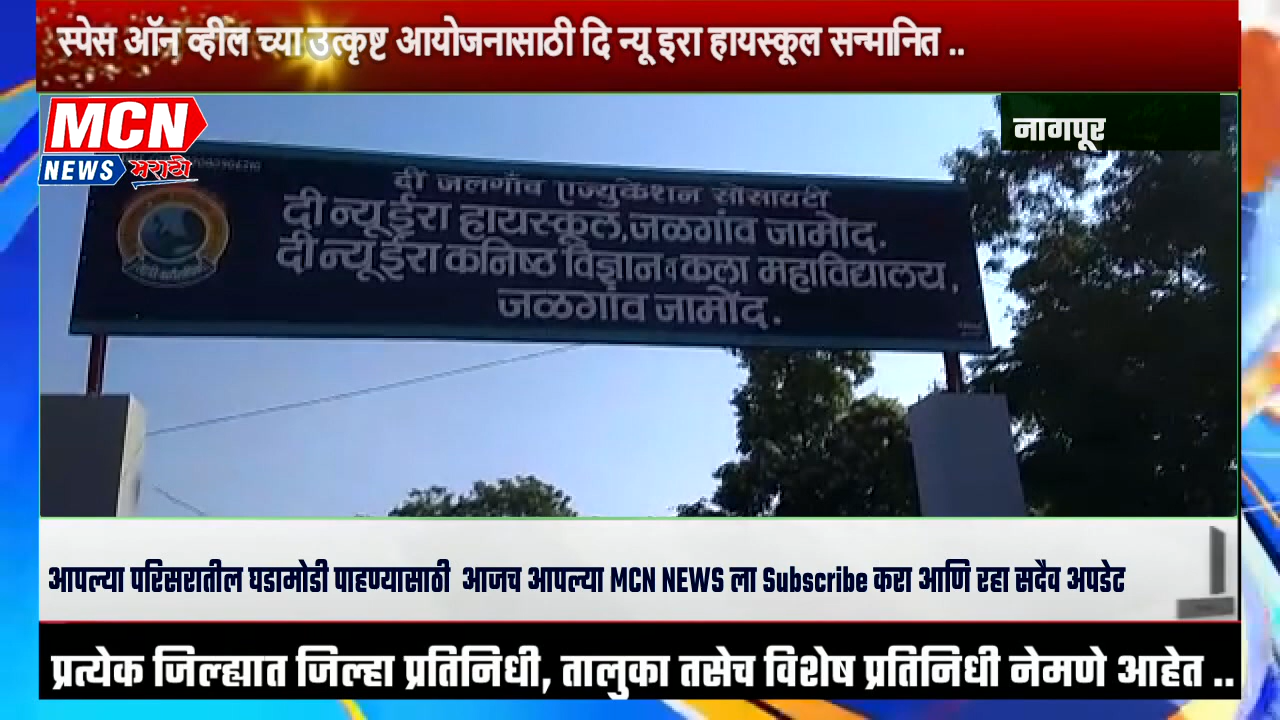 स्पेस ऑन व्हील च्या उत्कृष्ट आयोजनासाठी दि न्यू इरा हायस्कूल सन्मानित ..
MCN
NEWS मराठी
नागपूर
दी जलगाँव एज्युकेशन सोसायटी
दी न्यू ईरा हायस्कूल,जळगांव जामोंद.
दी न्यू ईरा कनिष्ठ विज्ञान व कला महाविद्यालय,
जळगांव जामोंद.
आपल्या परिसरातील घडामोडी पाहण्यासाठी आजच आपल्या MCN NEWS ला Subscribe करा आणि रहा सदैव अपडेट
प्रत्येक जिल्ह्यात जिल्हा प्रतिनिधी, तालुका तसेच विशेष प्रतिनिधी नेमणे आहेत ..